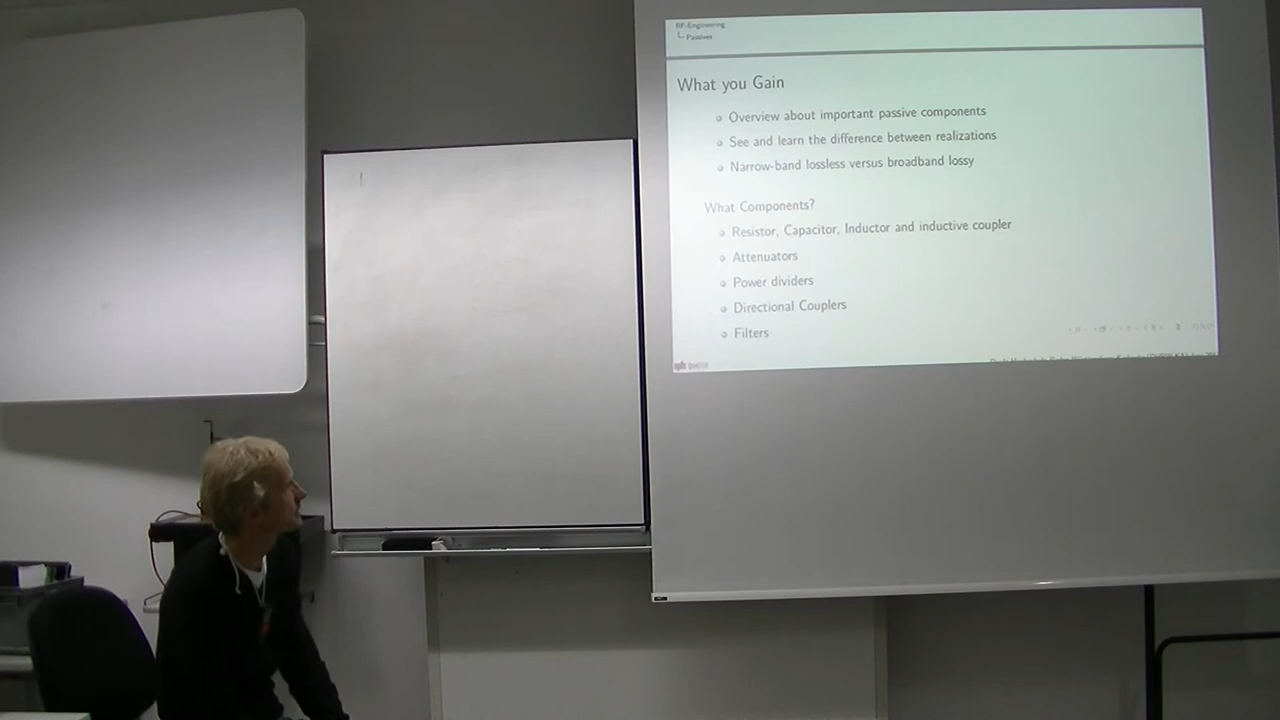 RF-Engineering
Passives
What you Gain
Overview about important passive components
See and learn the difference between realizations
Narrow-band lossless versus broadband lossy
What Components?
Resistor, Capacitor, Inductor and inductive coupler
Attenuators
Power dividers
Directional Couplers
Filters